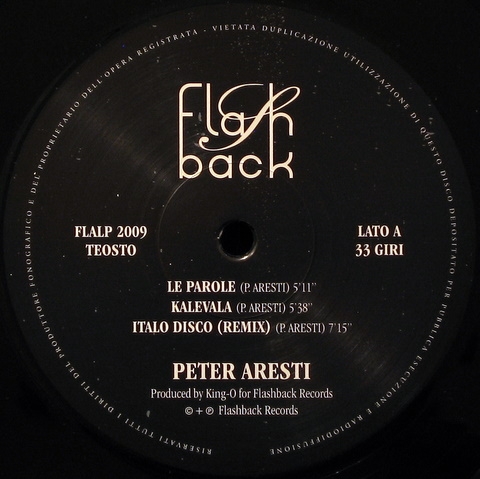 Flash
back
FLALP 2009
TEOSTO
LATO A
33 GIRI
LE PAROLE (P. ARESTI) 5'11"
KALEVALA (P. ARESTI) 5'38"
ITALO DISCO (REMIX) (P. ARESTI) 7'15"
PETER ARESTI
Produced by King-O for Flashback Records
© + ℗ Flashback Records
RISERVATI TUTTI I DIRITTI DEL PRODUTTORE FONOGRAFICO E DEL PROPRIETARIO DELL'OPERA REGISTRATA - VIETATA DUPLICAZIONE UTILIZZAZIONE DI QUESTO DISCO DEPOSITATO PER PUBBLICA ESECUZIONE E RADIODIFFUSIONE